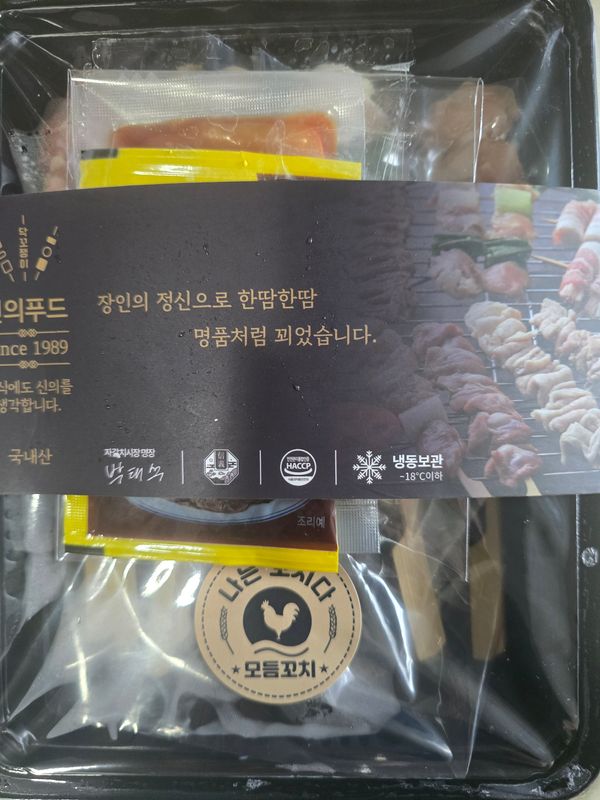 닭꼬쟁이
의푸드
장인의 정신으로 한땀한땀
명품처럼 꾀었습니다.
nce 1989
식에도 신의를
생각합니다.
국내산
자갈치시장 명장
박태수
HACCP
냉동보관
-18℃이하
조리예
나는 꼬치다
모듬꼬치